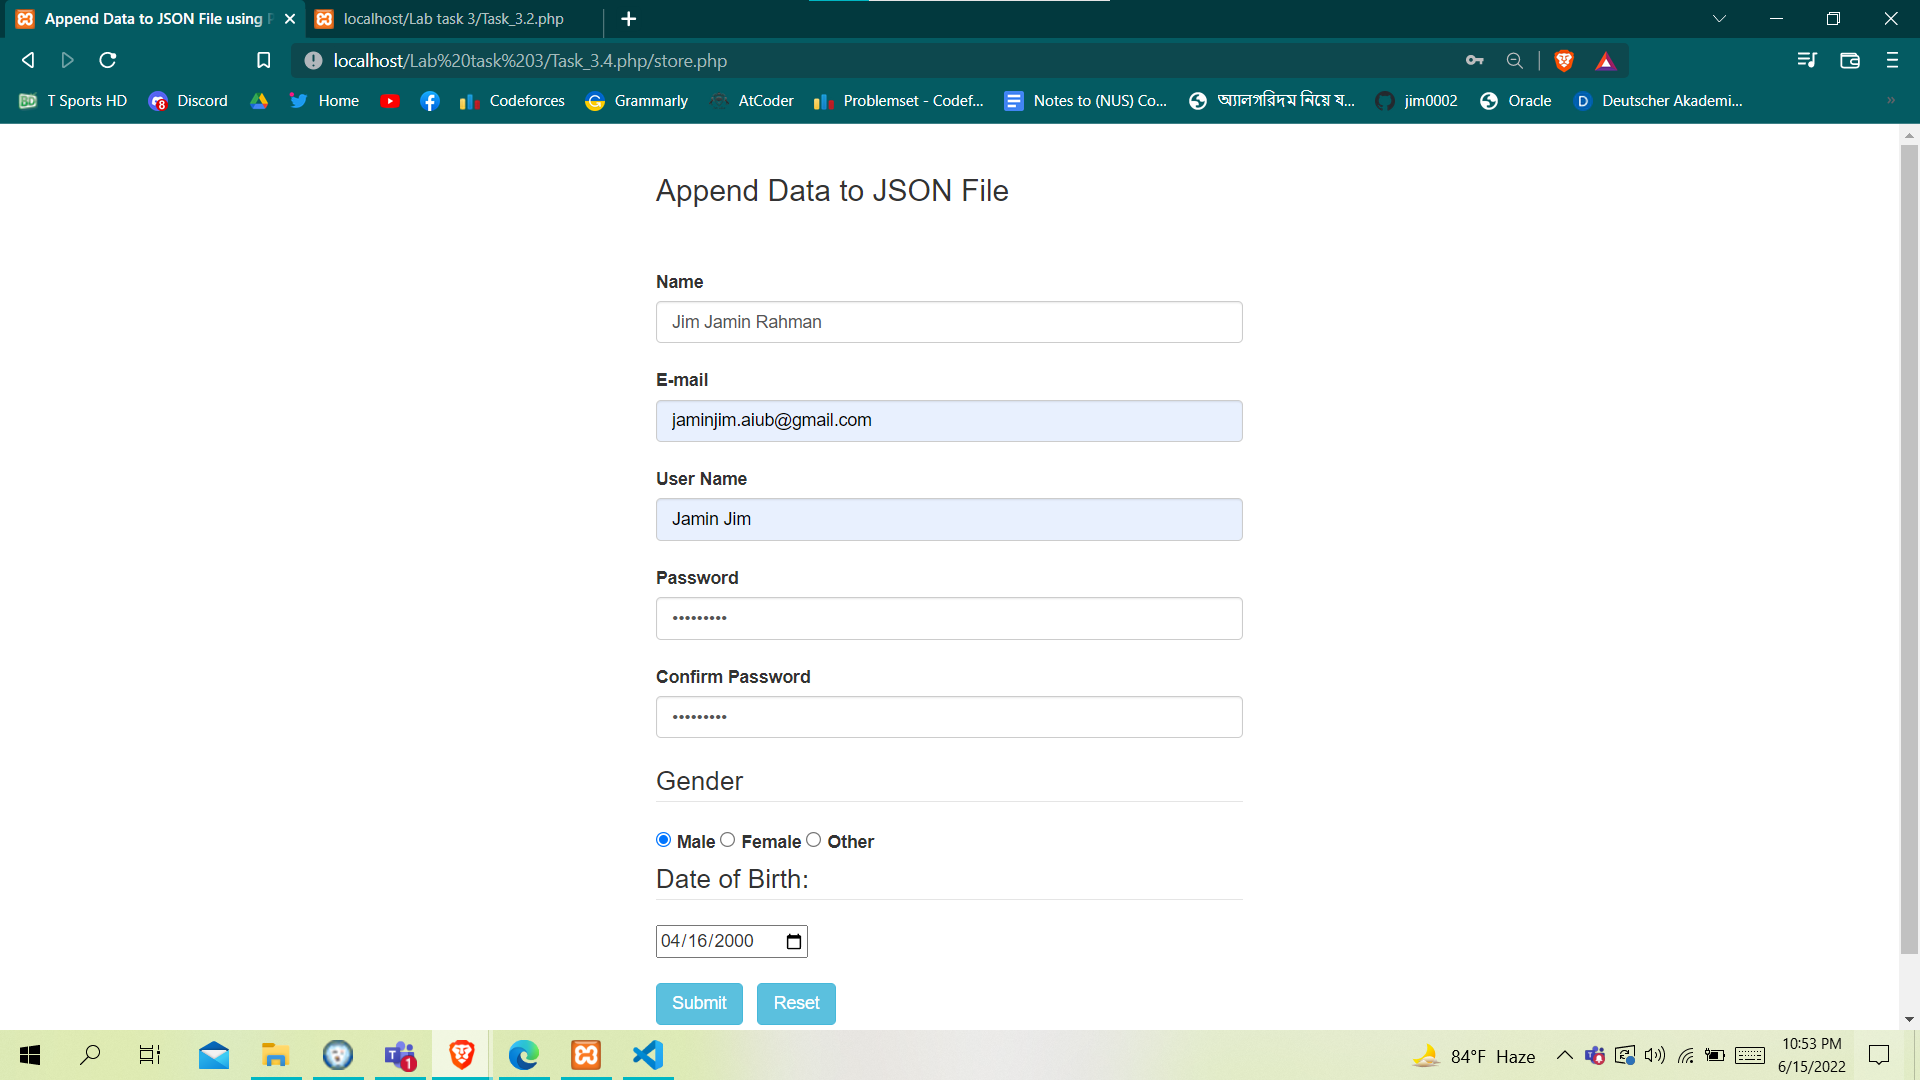 Append Data to JSON File using
localhost/Lab task 3/Task_3.2.php
localhost/Lab%20task%203/Task_3.4.php/store.php
T Sports HD
Discord
Home
Codeforces
Grammarly
AtCoder
Problemset - Codef...
Notes to (NUS) Co...
অ্যালগরিদম নিয়ে য...
jim0002
Oracle
Deutscher Akademi...
Append Data to JSON File
Name
Jim Jamin Rahman
E-mail
jaminjim.aiub@gmail.com
User Name
Jamin Jim
Password
•••••••••
Confirm Password
•••••••••
Gender
Male Female Other
Date of Birth:
04/16/2000
Submit Reset
84°F Haze
10:53 PM
6/15/2022